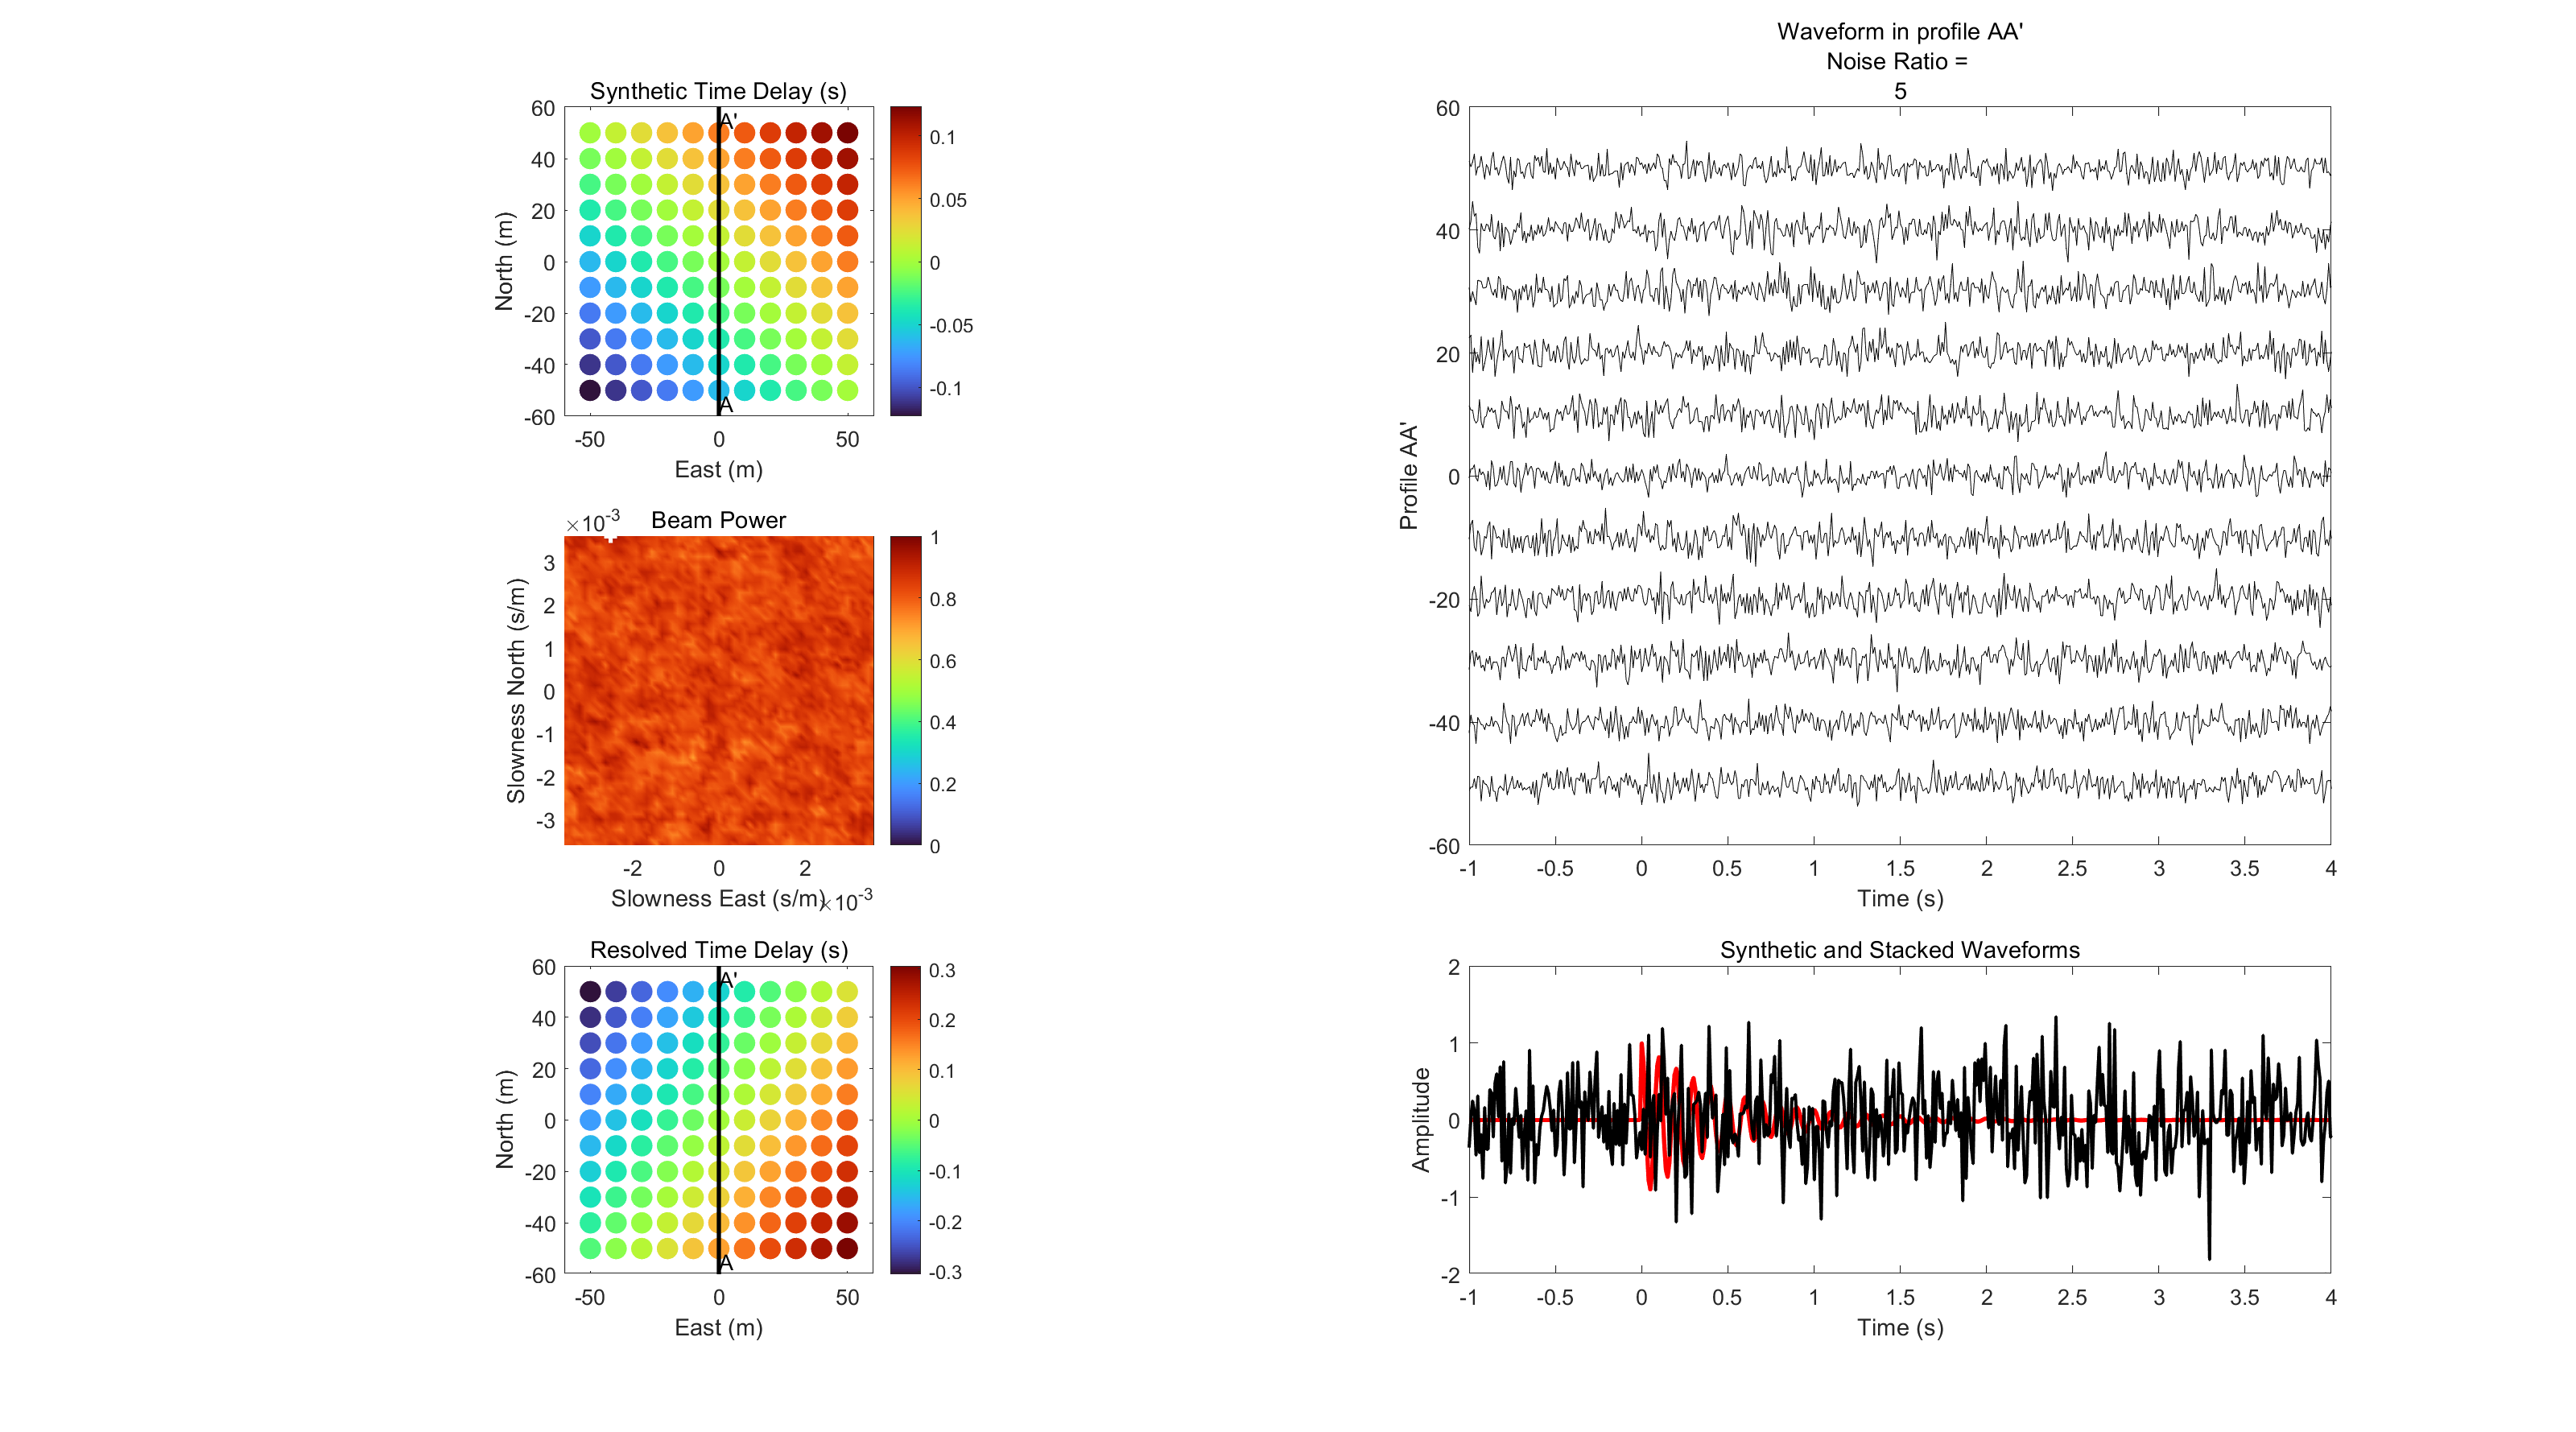 Synthetic Time Delay (s)
60
40
20
0
-20
-40
-60
North (m)
A'
A
-50 0 50
East (m)
0.1
0.05
0
-0.05
-0.1
×10-3
Beam Power
3
2
1
0
-1
-2
-3
Slowness North (s/m)
-2 0 2
Slowness East (s/m)
×10-3
1
0.8
0.6
0.4
0.2
0
Resolved Time Delay (s)
60
40
20
0
-20
-40
-60
North (m)
A'
A
-50 0 50
East (m)
0.3
0.2
0.1
0
-0.1
-0.2
-0.3
Waveform in profile AA'
Noise Ratio =
5
60
40
20
0
-20
-40
-60
Profile AA'
-1 -0.5 0 0.5 1 1.5 2 2.5 3 3.5 4
Time (s)
Synthetic and Stacked Waveforms
2
1
0
-1
-2
Amplitude
-1 -0.5 0 0.5 1 1.5 2 2.5 3 3.5 4
Time (s)